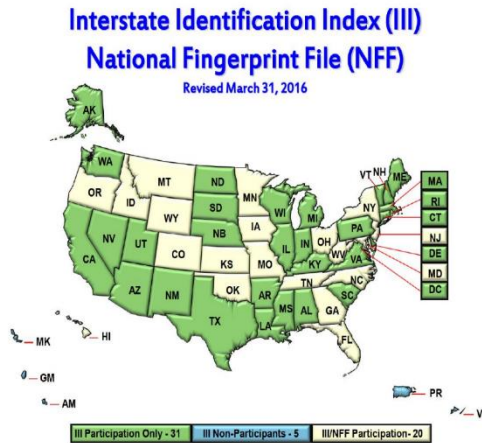 Interstate Identification Index (III)
National Fingerprint File (NFF)
Revised March 31, 2016
AK
WA
OR
CA
NV
ID
MT
WY
UT
AZ
CO
NM
ND
SD
NB
KS
OK
TX
MN
IA
MO
AR
LA
WI
IL
MI
IN
OH
KY
TN
MS
AL
GA
FL
SC
NC
VA
WV
PA
NY
VT
NH
ME
MA
RI
CT
NJ
DE
MD
DC
MK
HI
GM
AM
PR
III Participation Only - 31
III Non-Participants - 5
III/NFF Participation- 20